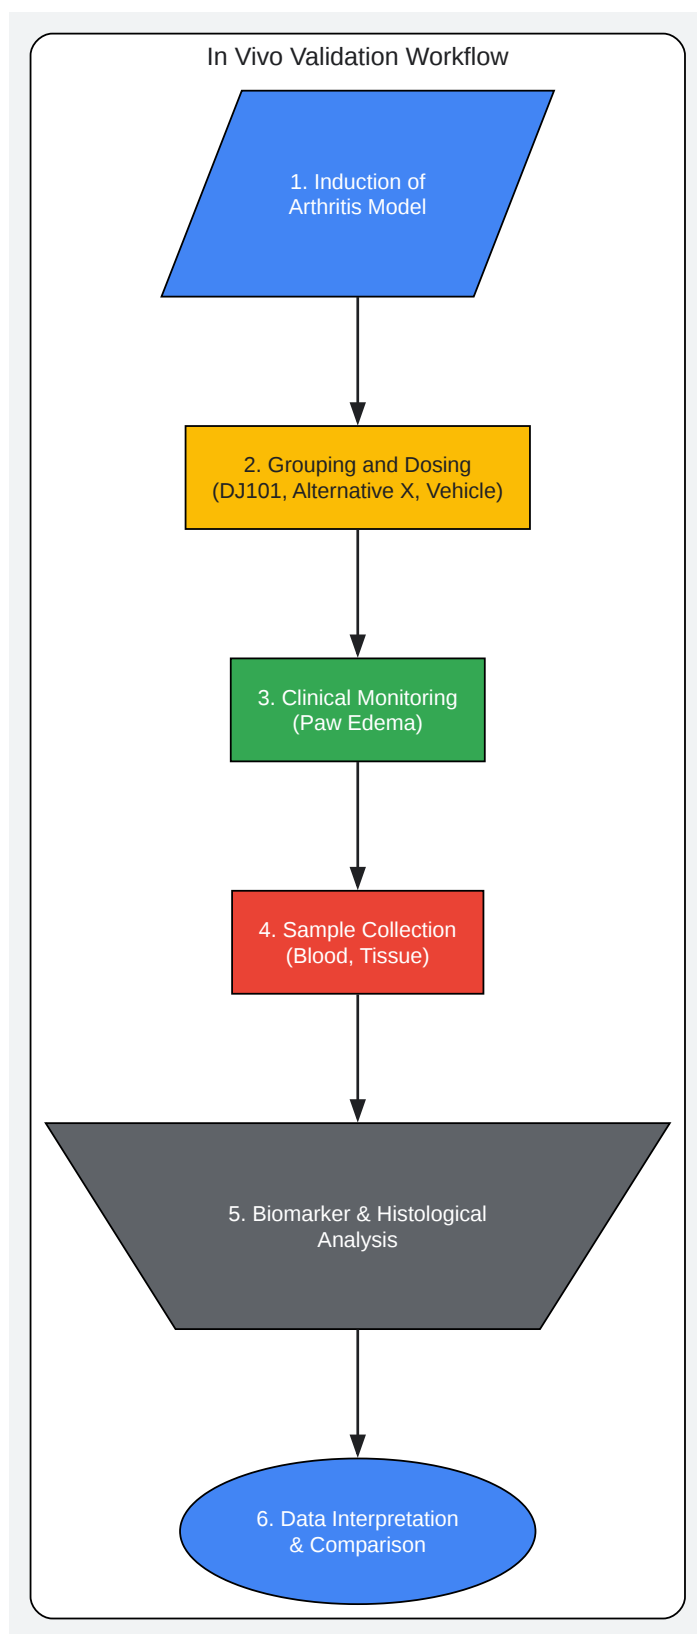 In Vivo Validation Workflow
1. Induction of
Arthritis Model
2. Grouping and Dosing
(DJ101, Alternative X, Vehicle)
3. Clinical Monitoring
(Paw Edema)
4. Sample Collection
(Blood, Tissue)
5. Biomarker & Histological
Analysis
6. Data Interpretation
& Comparison